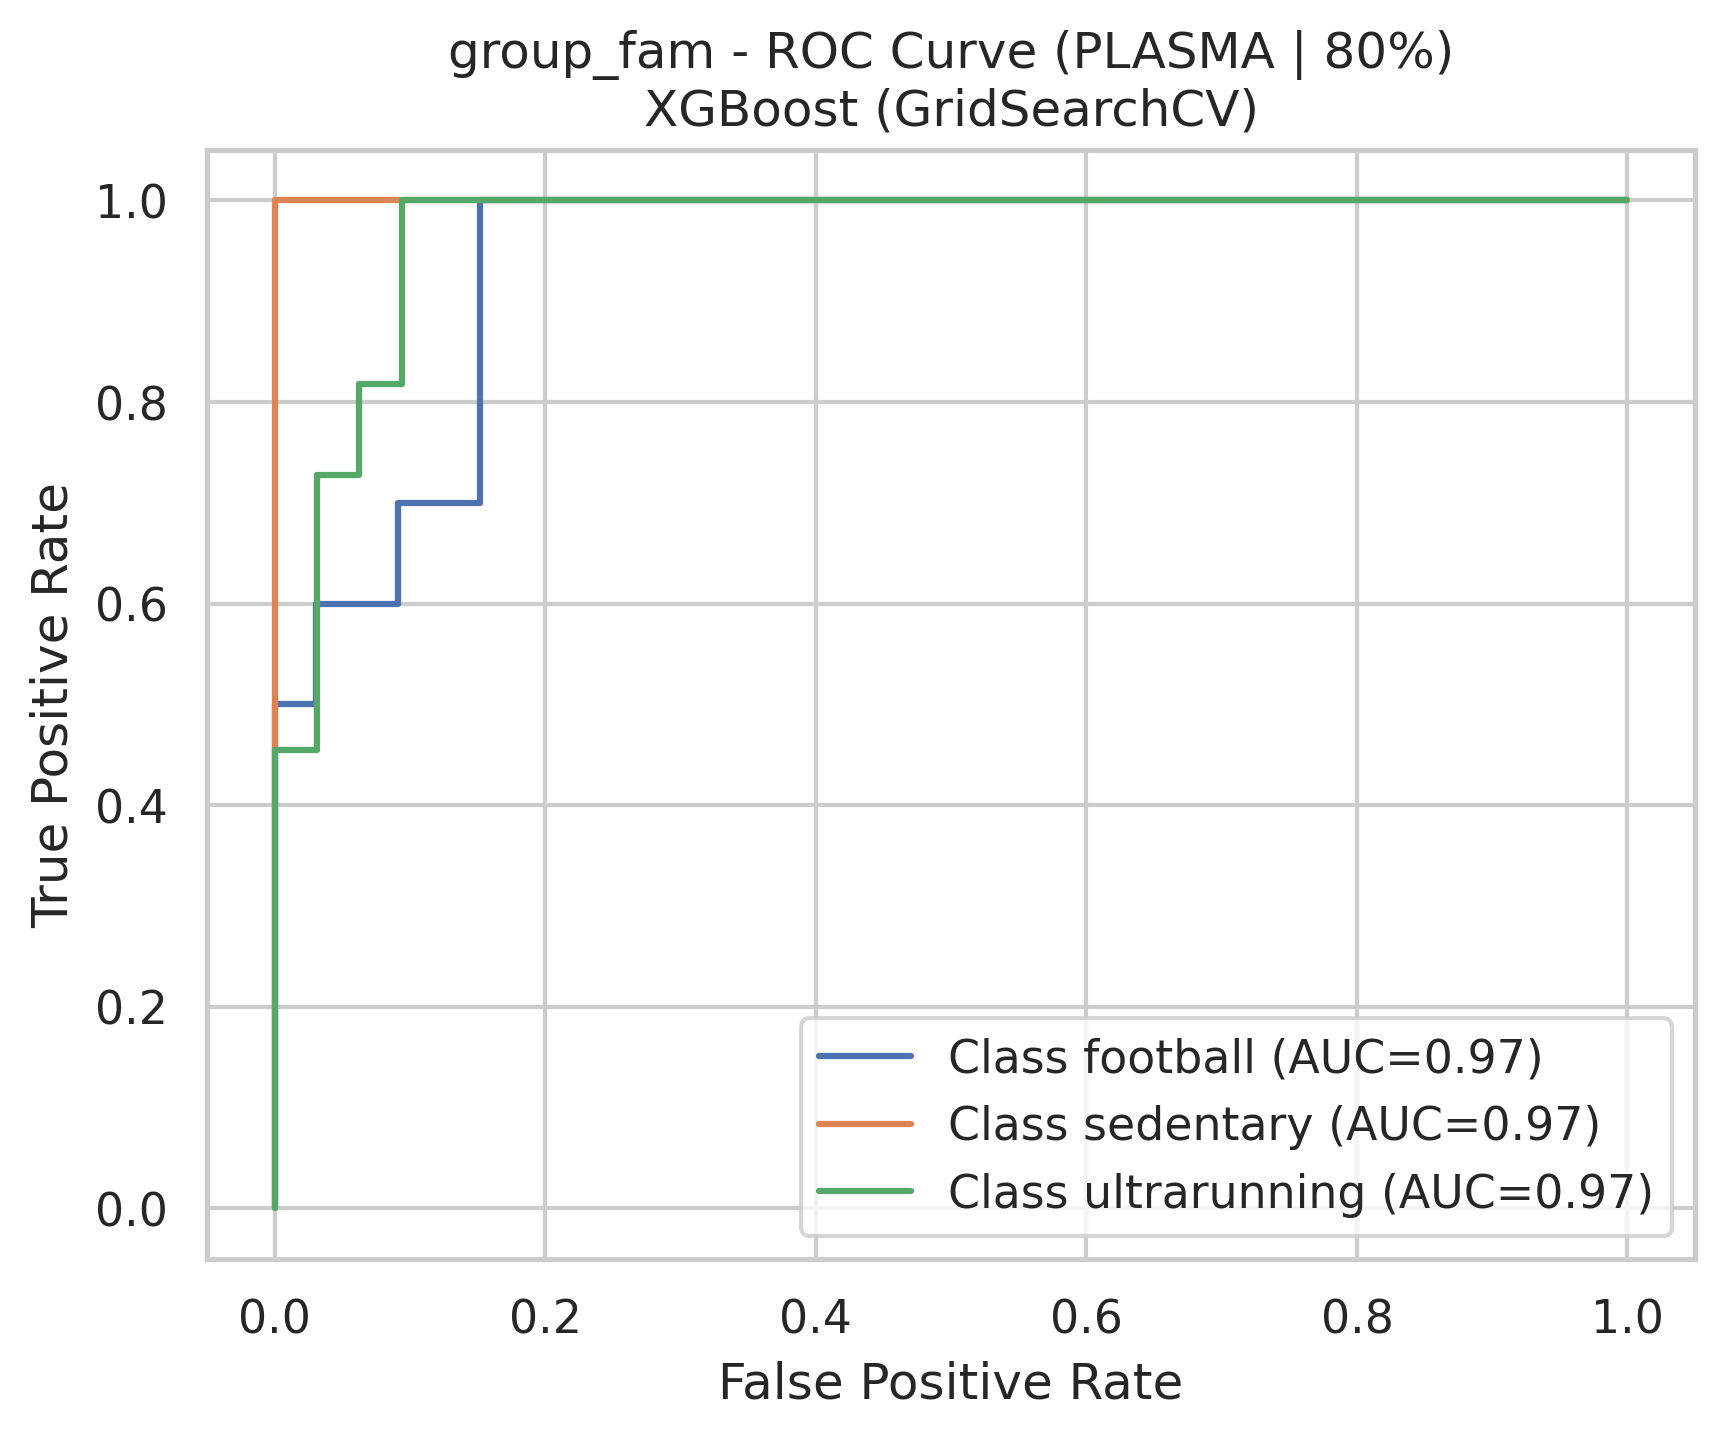 group_fam - ROC Curve (PLASMA | 80%)
XGBoost (GridSearchCV)
True Positive Rate
1.0
0.8
0.6
0.4
0.2
0.0
Class football (AUC=0.97)
Class sedentary (AUC=0.97)
Class ultrarunning (AUC=0.97)
0.0 0.2 0.4 0.6 0.8 1.0
False Positive Rate